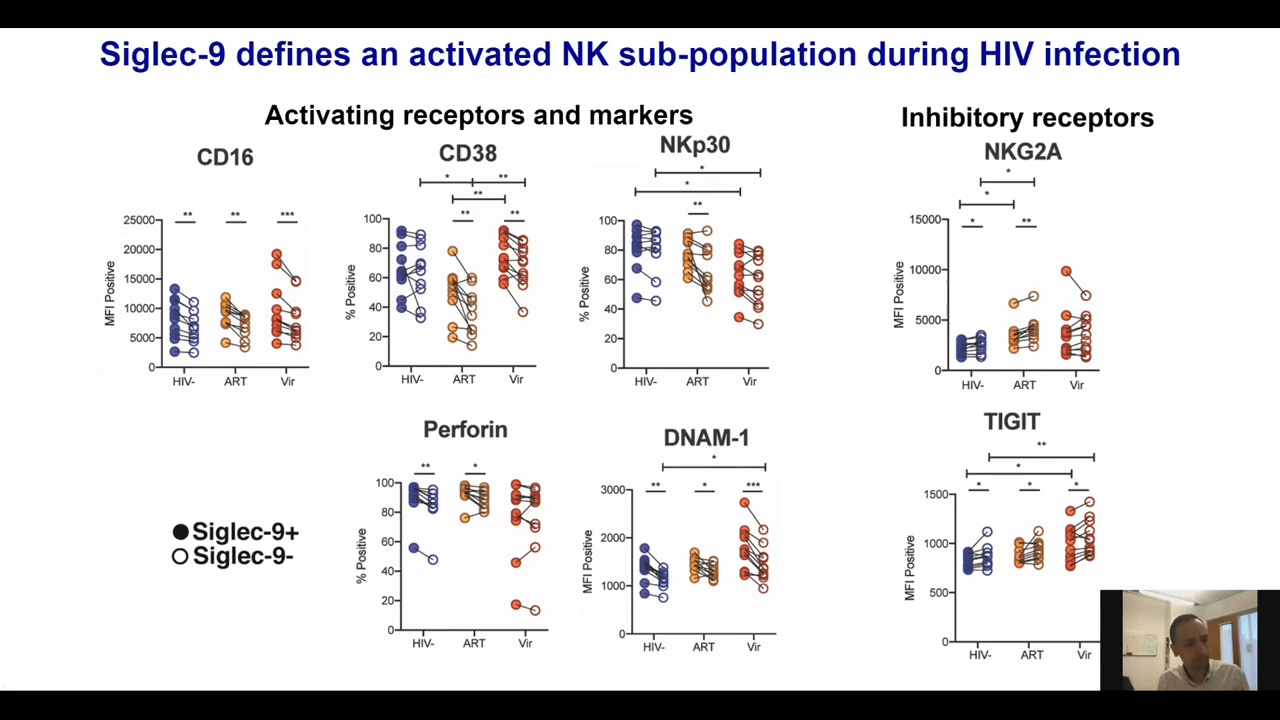 Siglec-9 defines an activated NK sub-population during HIV infection
Activating receptors and markers
Inhibitory receptors
CD16
** ** ***
25000
20000
15000
10000
5000
0
MFI Positive
HIV- ART Vir
CD38
* **
**
** **
100
80
60
40
20
0
% Positive
HIV- ART Vir
NKp30
*
*
**
100
80
60
40
20
0
% Positive
HIV- ART Vir
NKG2A
*
*
* **
15000
10000
5000
0
MFI Positive
HIV- ART Vir
Perforin
** *
100
80
60
40
20
0
% Positive
HIV- ART Vir
DNAM-1
*
** * ***
3000
2000
1000
0
MFI Positive
HIV- ART Vir
TIGIT
**
*
* * *
1500
1000
500
0
MFI Positive
HIV- ART Vir
Siglec-9+
Siglec-9-